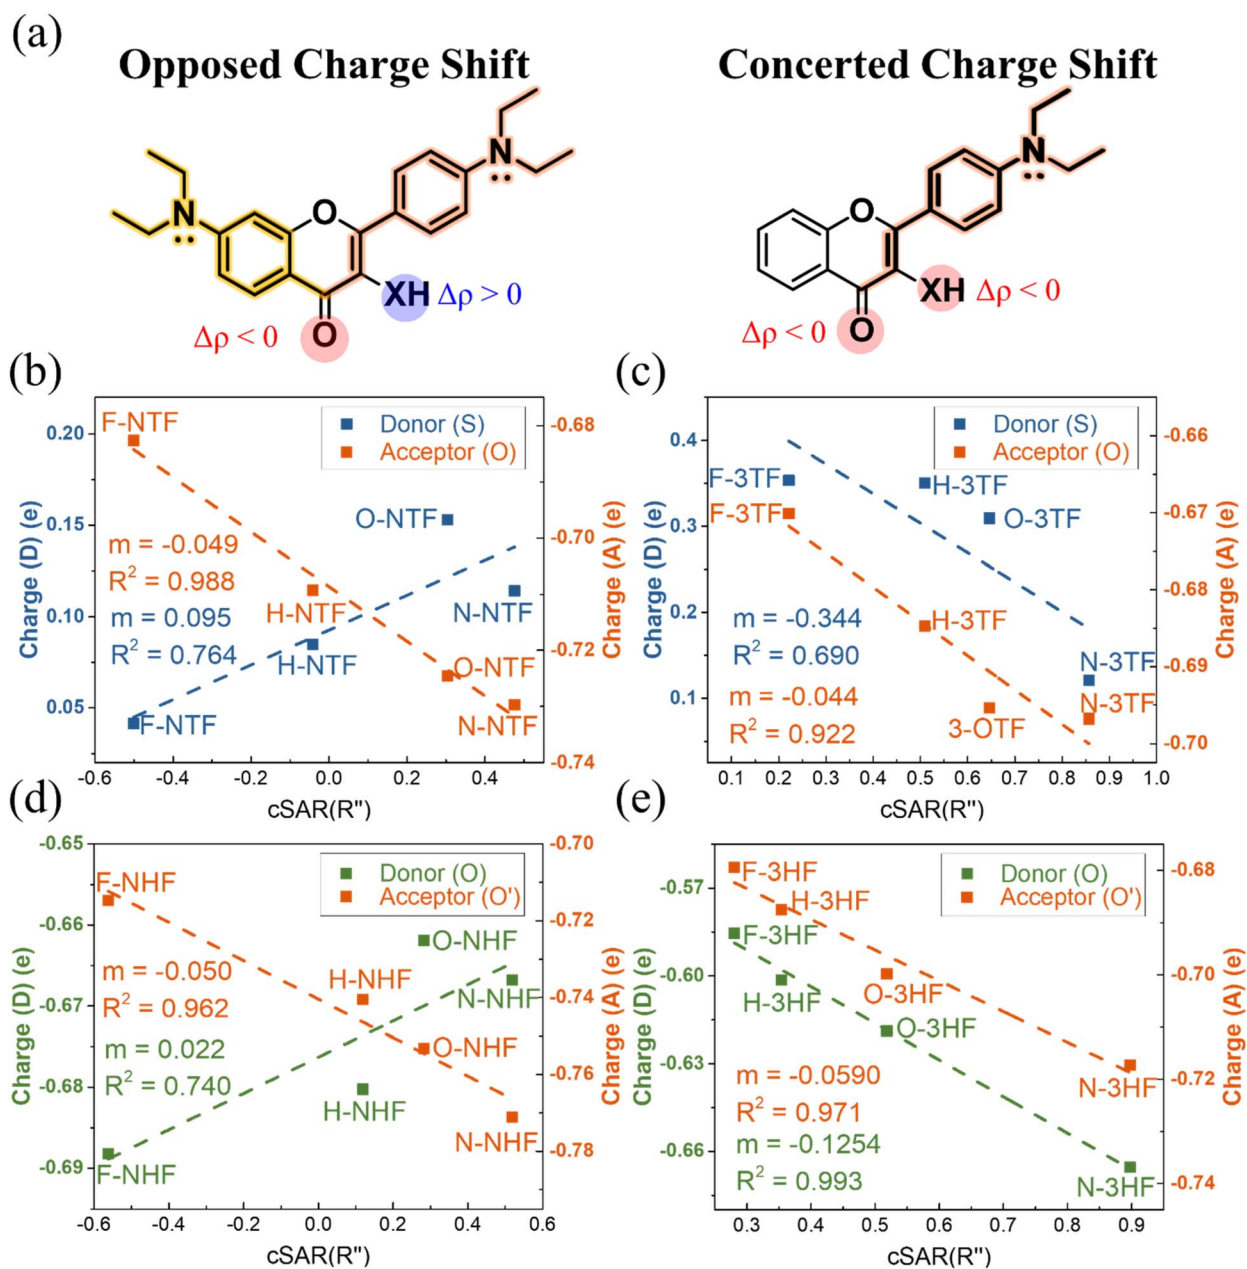 (a)
Opposed Charge Shift
Concerted Charge Shift
N
N
O
XH
Δρ > 0
Δρ < 0
O
N
O
XH
Δρ < 0
Δρ < 0
O
(b)
F-NTF
Donor (S)
Acceptor (O)
O-NTF
m = -0.049
R² = 0.988
m = 0.095
R² = 0.764
H-NTF
N-NTF
H-NTF
O-NTF
F-NTF
N-NTF
Charge (D) (e)
0.20
0.15
0.10
0.05
Charge (A) (e)
-0.68
-0.70
-0.72
-0.74
-0.6 -0.4 -0.2 0.0 0.2 0.4
cSAR(R")
(c)
Donor (S)
Acceptor (O)
F-3TF
H-3TF
F-3TF
O-3TF
H-3TF
m = -0.344
R² = 0.690
m = -0.044
R² = 0.922
N-3TF
N-3TF
3-OTF
Charge (D) (e)
0.4
0.3
0.2
0.1
Charge (A) (e)
-0.66
-0.67
-0.68
-0.69
-0.70
0.1 0.2 0.3 0.4 0.5 0.6 0.7 0.8 0.9 1.0
cSAR(R")
(d)
Donor (O)
Acceptor (O')
F-NHF
O-NHF
H-NHF
N-NHF
m = -0.050
R² = 0.962
m = 0.022
R² = 0.740
O-NHF
H-NHF
N-NHF
F-NHF
Charge (D) (e)
-0.65
-0.66
-0.67
-0.68
-0.69
Charge (A) (e)
-0.70
-0.72
-0.74
-0.76
-0.78
-0.6 -0.4 -0.2 0.0 0.2 0.4 0.6
cSAR(R")
(e)
Donor (O)
Acceptor (O')
F-3HF
H-3HF
F-3HF
H-3HF
O-3HF
O-3HF
m = -0.0590
R² = 0.971
m = -0.1254
R² = 0.993
N-3HF
N-3HF
Charge (D) (e)
-0.57
-0.60
-0.63
-0.66
Charge (A) (e)
-0.68
-0.70
-0.72
-0.74
0.3 0.4 0.5 0.6 0.7 0.8 0.9
cSAR(R")